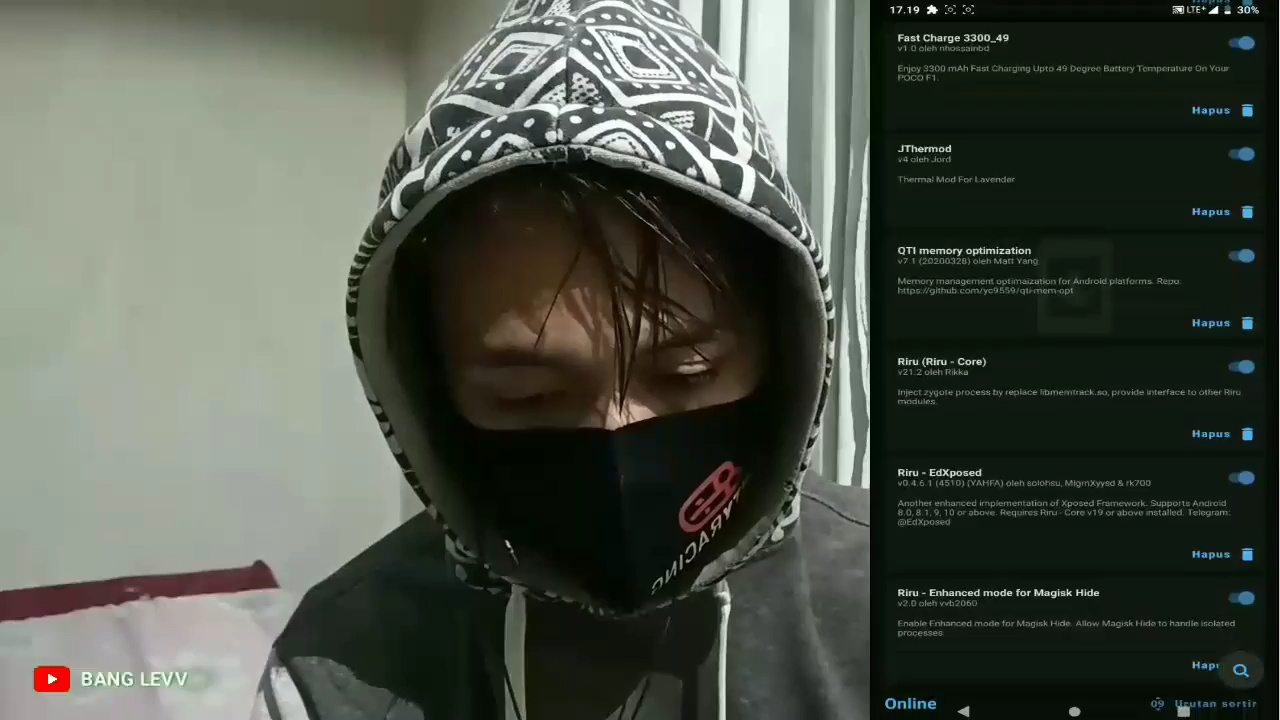 17.19
LTE+
30%
Fast Charge 3300_49
v1.0 oleh nhossainbd
Enjoy 3300 mAh Fast Charging Upto 49 Degree Battery Temperature On Your
POCO F1.
Hapus
JThermod
v4 oleh Jord
Thermal Mod For Lavender
Hapus
QTI memory optimization
v7.1 (20200328) oleh Matt Yang
Memory management optimaization for Android platforms. Repo:
https://github.com/yc9559/qti-mem-opt
Hapus
Riru (Riru - Core)
v21.2 oleh Rikka
Inject zygote process by replace libmemtrack.so, provide interface to other Riru
modules.
Hapus
Riru - EdXposed
v0.4.6.1 (4510) (YAHFA) oleh solohsu, MlgmXyysd & rk700
Another enhanced implementation of Xposed Framework. Supports Android
8.0, 8.1, 9, 10 or above. Requires Riru - Core v19 or above installed. Telegram:
@EdXposed
Hapus
Riru - Enhanced mode for Magisk Hide
v2.0 oleh vvb2060
Enable Enhanced mode for Magisk Hide. Allow Magisk Hide to handle isolated
processes.
Online
Urutan sortir
BANG LEVV